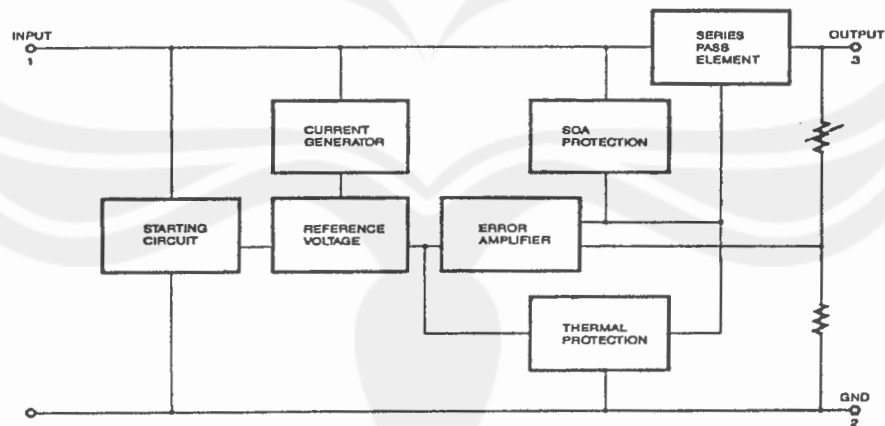 INPUT
1
SERIES
PASS
ELEMENT
OUTPUT
3
CURRENT
GENERATOR
SOA
PROTECTION
STARTING
CIRCUIT
REFERENCE
VOLTAGE
ERROR
AMPLIFIER
THERMAL
PROTECTION
GND
2